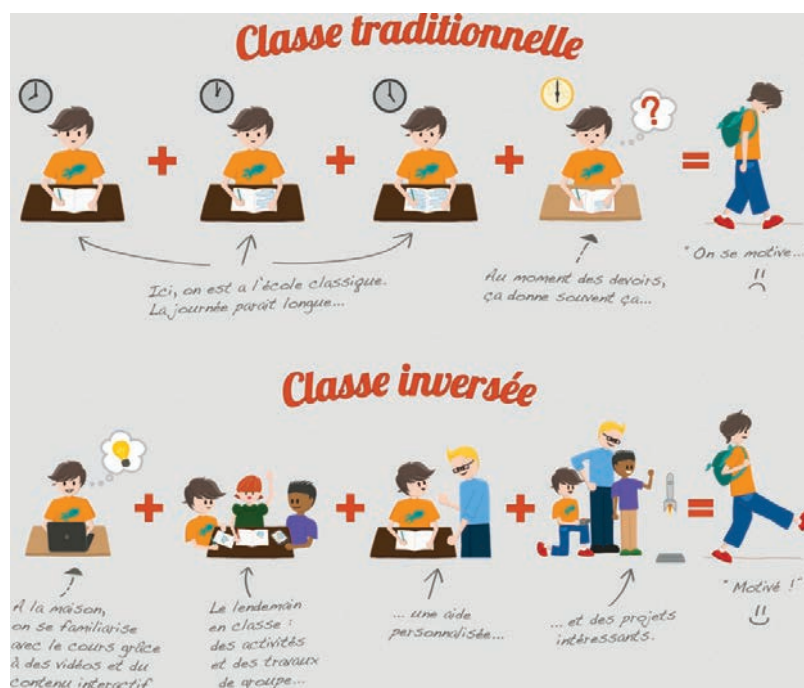 Classe traditionnelle
?
Ici, on est a l'école classique.
La journée parait longue...
Au moment des devoirs,
ça donne souvent ça...
"On se motive...
Classe inversée
A la maison,
on se familiarise
avec le cours grâce
à des vidéos et du
contenu interactif
Le lendemain
en classe :
des activités
et des travaux
de groupe...
... une aide
personnalisée...
... et des projets
intéressants.
"Motivé !"